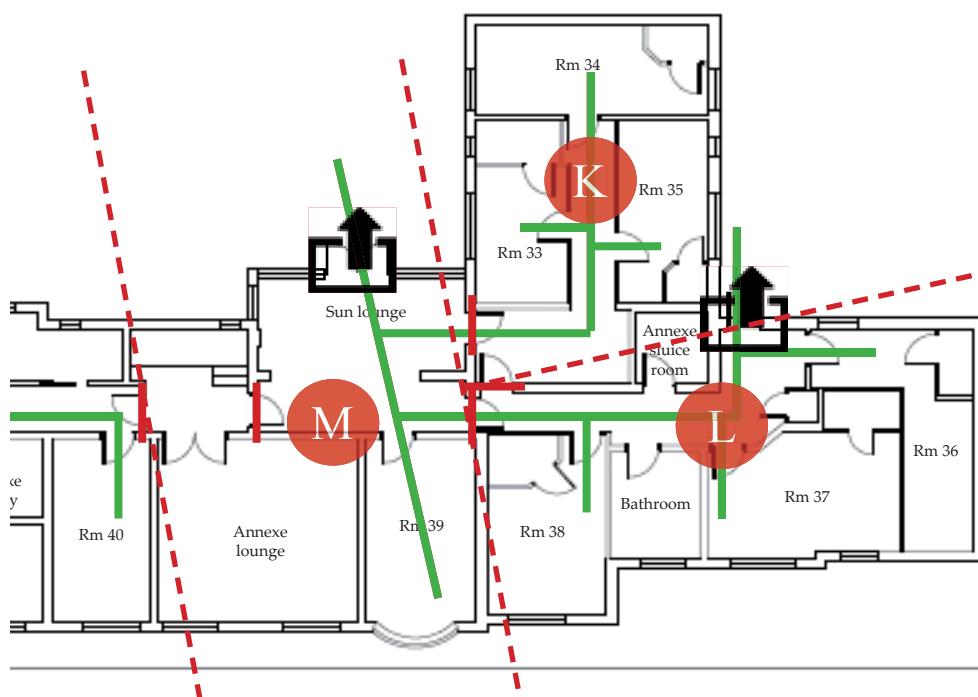 Rm 34
K
Rm 35
Rm 33
Sun lounge
Annexe
sluice
room
M
L
Rm 36
Rm 37
Rm 40
Annexe
lounge
Rm 39
Rm 38
Bathroom